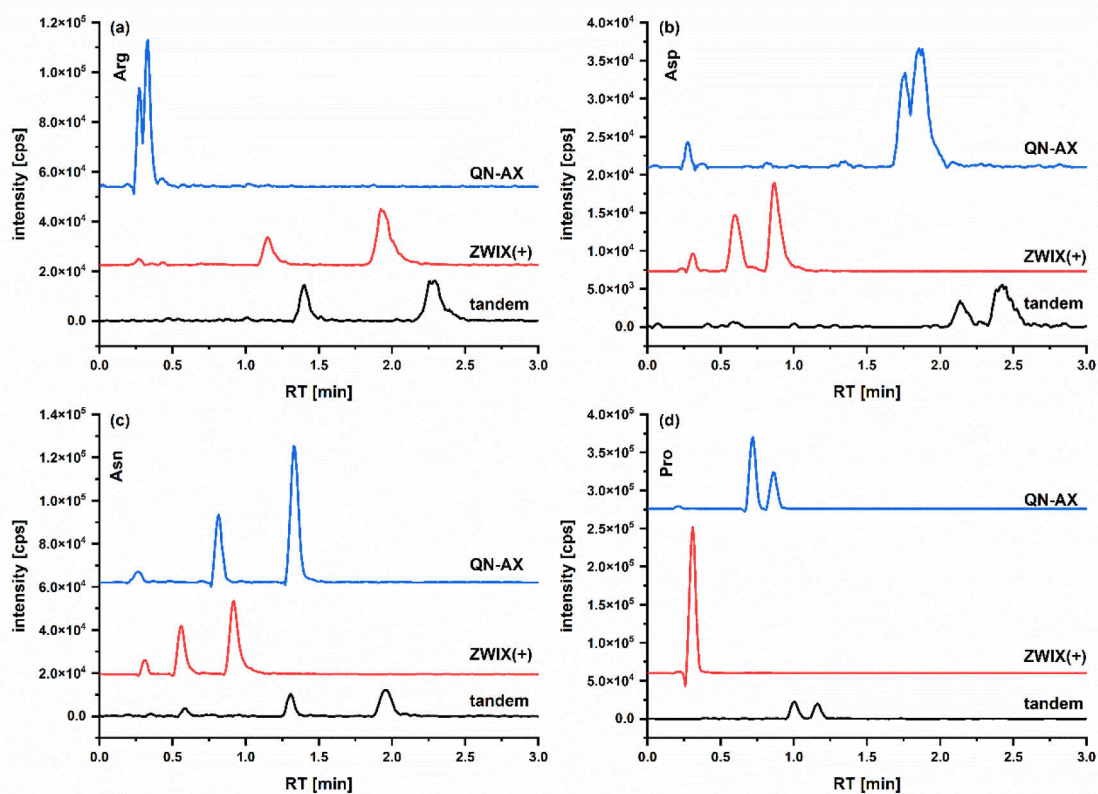 (a)
Arg
intensity [cps]
1.2×10⁵
1.0×10⁵
8.0×10⁴
6.0×10⁴
4.0×10⁴
2.0×10⁴
0.0
QN-AX
ZWIX(+)
tandem
0.0 0.5 1.0 1.5 2.0 2.5 3.0
RT [min]
(b)
Asp
intensity [cps]
4.0×10⁴
3.5×10⁴
3.0×10⁴
2.5×10⁴
2.0×10⁴
1.5×10⁴
1.0×10⁴
5.0×10³
0.0
QN-AX
ZWIX(+)
tandem
0.0 0.5 1.0 1.5 2.0 2.5 3.0
RT [min]
(c)
Asn
intensity [cps]
1.4×10⁵
1.2×10⁵
1.0×10⁵
8.0×10⁴
6.0×10⁴
4.0×10⁴
2.0×10⁴
0.0
QN-AX
ZWIX(+)
tandem
0.0 0.5 1.0 1.5 2.0 2.5 3.0
RT [min]
(d)
Pro
intensity [cps]
4.0×10⁵
3.5×10⁵
3.0×10⁵
2.5×10⁵
2.0×10⁵
1.5×10⁵
1.0×10⁵
5.0×10⁴
0.0
QN-AX
ZWIX(+)
tandem
0.0 0.5 1.0 1.5 2.0 2.5 3.0
RT [min]